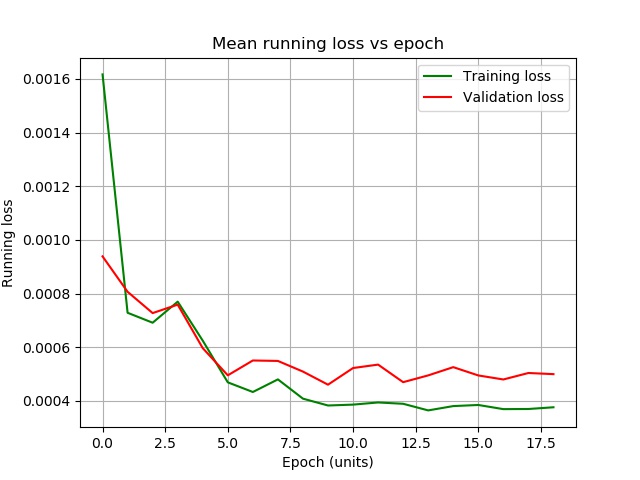 Mean running loss vs epoch
Training loss
Validation loss
0.0016
0.0014
0.0012
0.0010
0.0008
0.0006
0.0004
Running loss
0.0 2.5 5.0 7.5 10.0 12.5 15.0 17.5
Epoch (units)